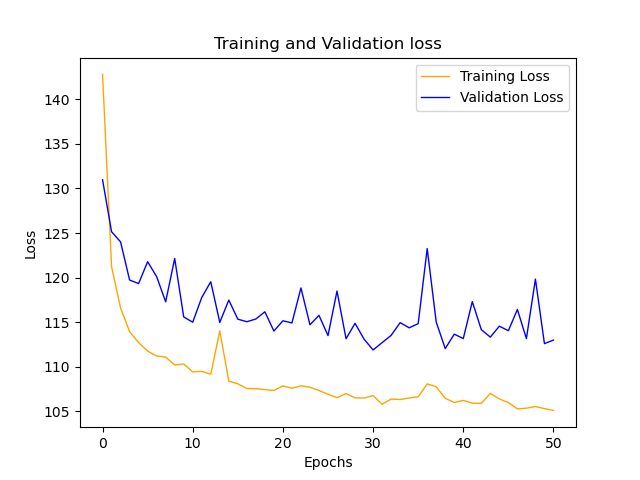 Training and Validation loss
Training Loss
Validation Loss
140
135
130
125
120
115
110
105
Loss
0 10 20 30 40 50
Epochs